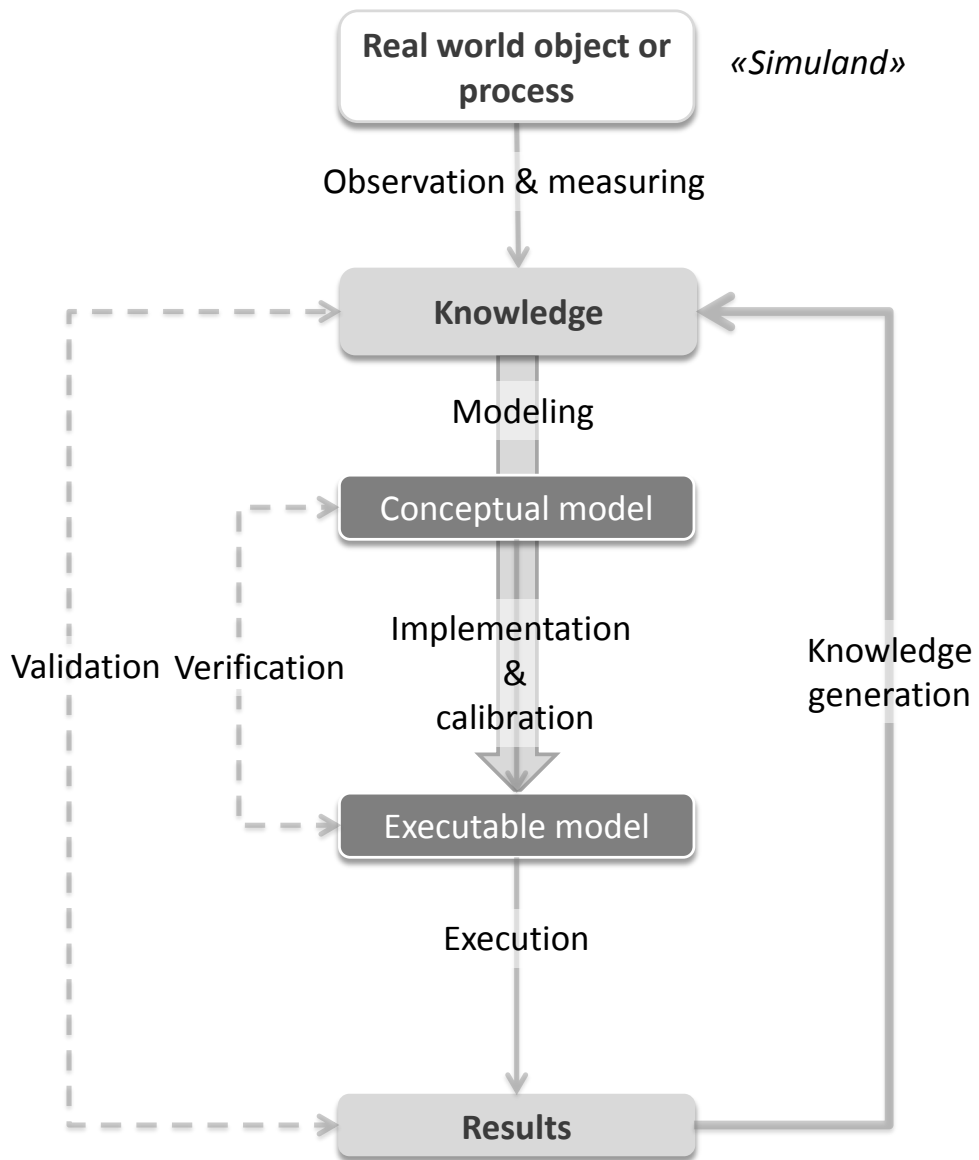 Real world object or
process
«Simuland»
Observation & measuring
Knowledge
Modeling
Conceptual model
Implementation
&
calibration
Validation
Verification
Knowledge
generation
Executable model
Execution
Results